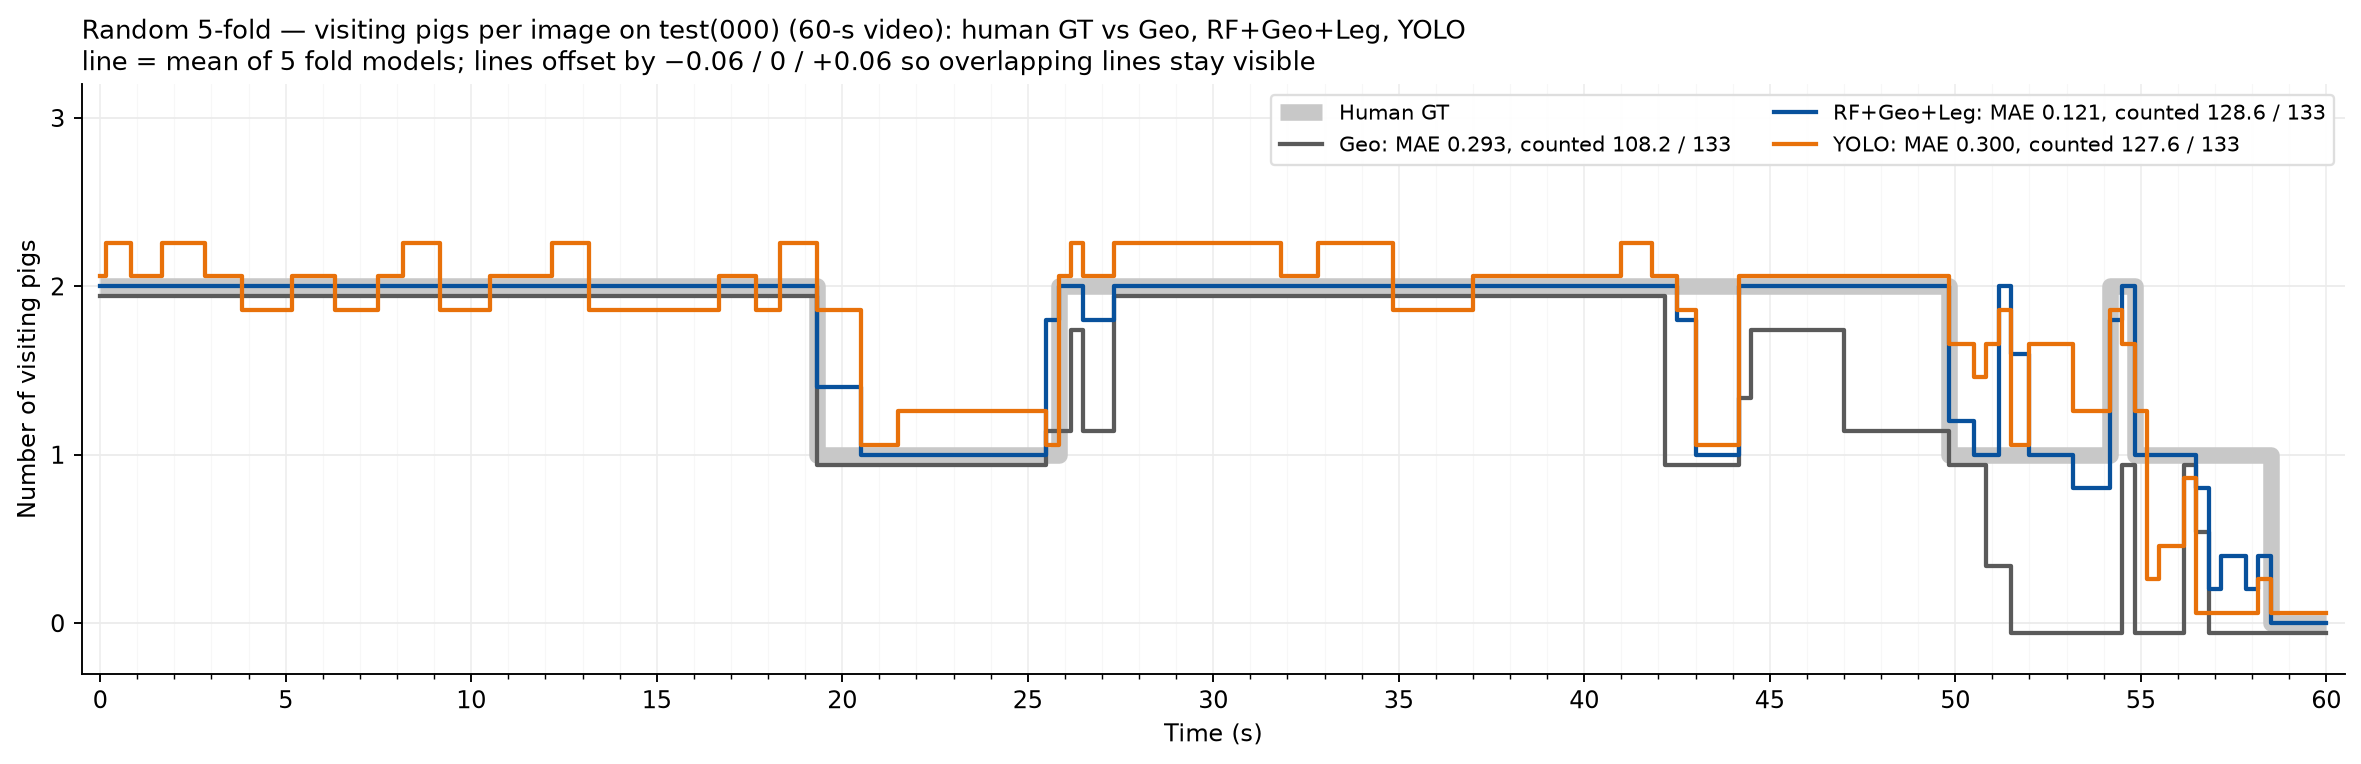 Random 5-fold — visiting pigs per image on test(000) (60-s video): human GT vs Geo, RF+Geo+Leg, YOLO
line = mean of 5 fold models; lines offset by −0.06 / 0 / +0.06 so overlapping lines stay visible
Human GT
Geo: MAE 0.293, counted 108.2 / 133
RF+Geo+Leg: MAE 0.121, counted 128.6 / 133
YOLO: MAE 0.300, counted 127.6 / 133
Number of visiting pigs
3
2
1
0
0 5 10 15 20 25 30 35 40 45 50 55 60
Time (s)